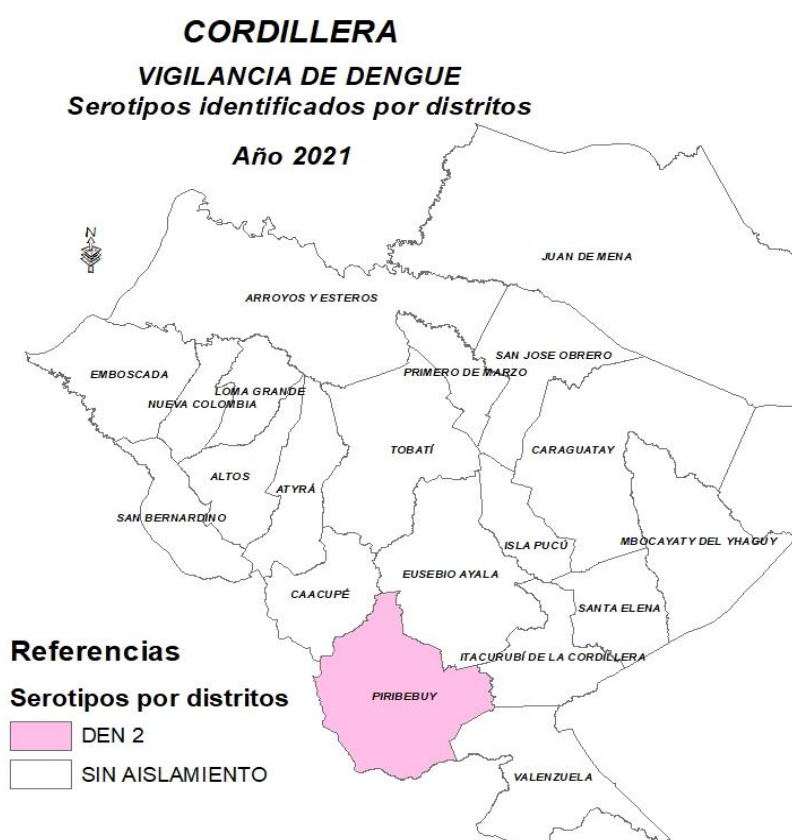 CORDILLERA
VIGILANCIA DE DENGUE
Serotipos identificados por distritos
Año 2021
N
JUAN DE MENA
ARROYOS Y ESTEROS
SAN JOSE OBRERO
EMBOSCADA
PRIMERO DE MARZO
LOMA GRANDE
NUEVA COLOMBIA
TOBATÍ
CARAGUATAY
ALTOS
ATYRÁ
SAN BERNARDINO
ISLA PUCÚ
MBOCAYATY DEL YHAGUY
EUSEBIO AYALA
CAACUPÉ
SANTA ELENA
ITACURUBÍ DE LA CORDILLERA
PIRIBEBUY
VALENZUELA
Referencias
Serotipos por distritos
DEN 2
SIN AISLAMIENTO